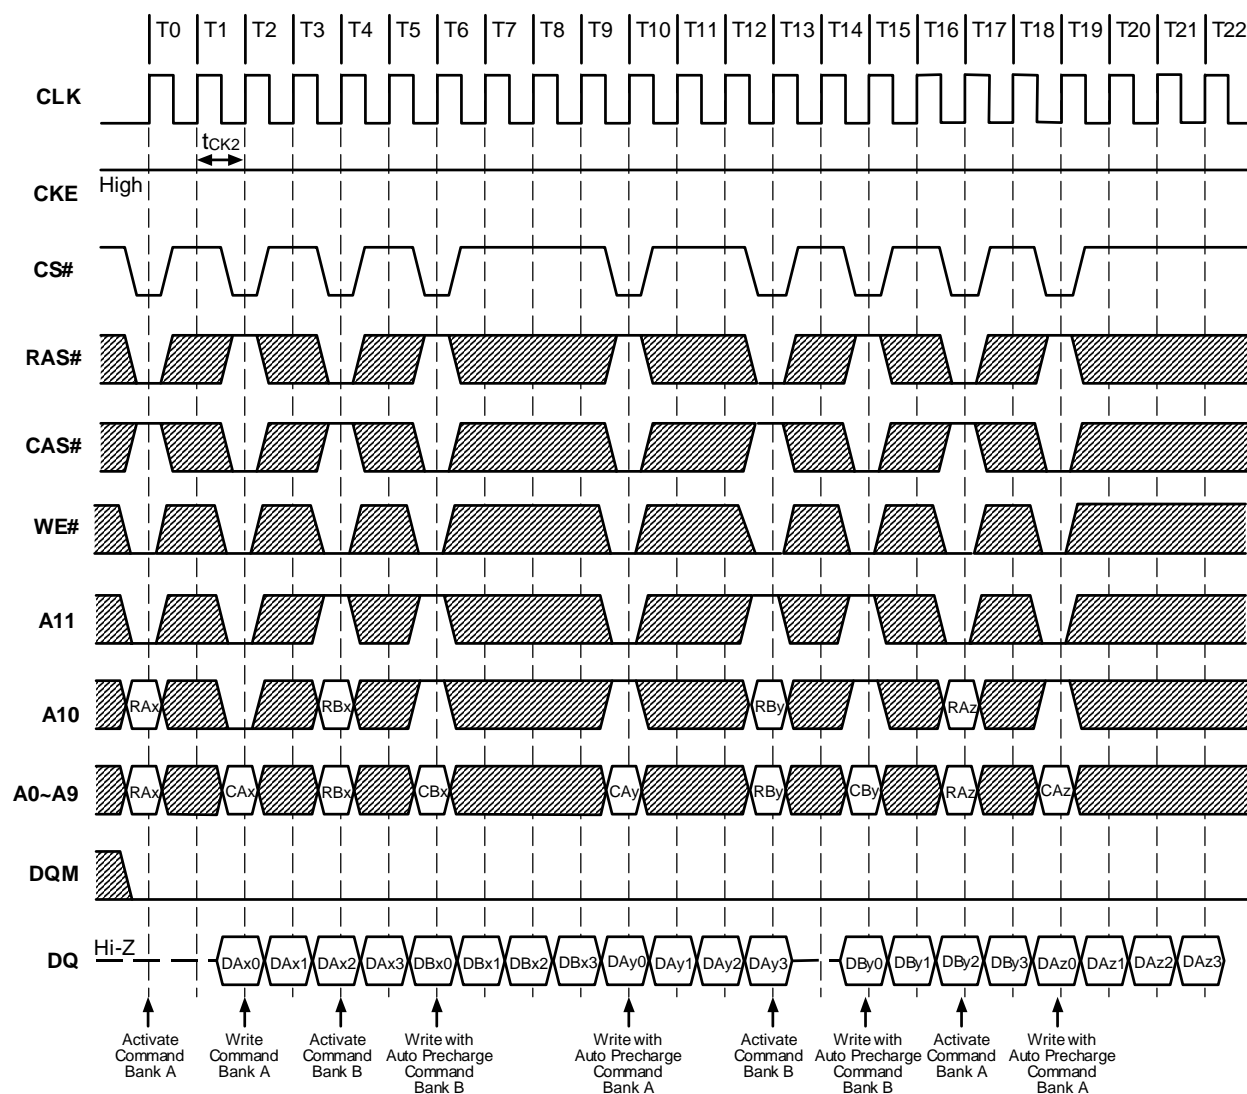 T0 T1 T2 T3 T4 T5 T6 T7 T8 T9 T10 T11 T12 T13 T14 T15 T16 T17 T18 T19 T20 T21 T22
CLK
tCK2
High
CKE
CS#
RAS#
CAS#
WE#
A11
A10
RAx RBx RBy RAz
A0~A9
RAx CAx RBx CBx CAy RBy CBy RAz CAz
DQM
DQ
Hi-Z
DAx0 DAx1 DAx2 DAx3 DBx0 DBx1 DBx2 DBx3 DAy0 DAy1 DAy2 DAy3 DBy0 DBy1 DBy2 DBy3 DAz0 DAz1 DAz2 DAz3
Activate
Command
Bank A
Write
Command
Bank A
Activate
Command
Bank B
Write with
Auto Precharge
Command
Bank B
Write with
Auto Precharge
Command
Bank A
Activate
Command
Bank B
Write with
Auto Precharge
Command
Bank B
Activate
Command
Bank A
Write with
Auto Precharge
Command
Bank A